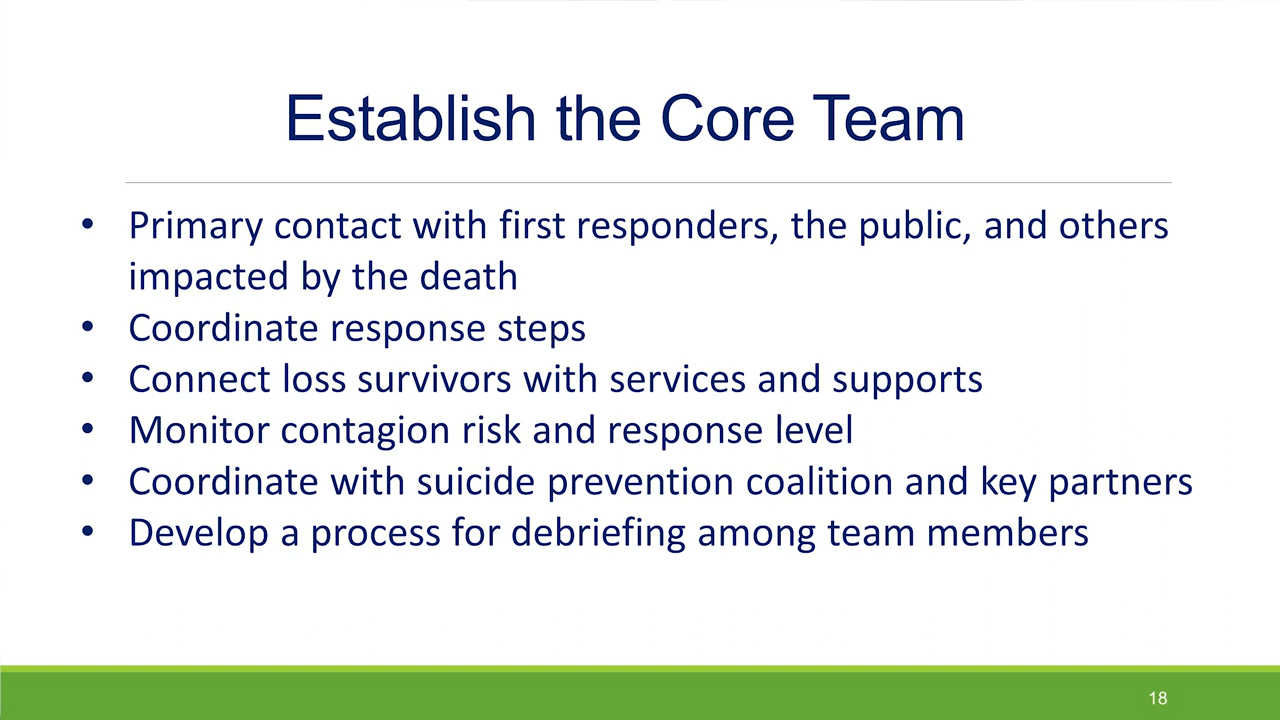 Establish the Core Team
• Primary contact with first responders, the public, and others
impacted by the death
• Coordinate response steps
• Connect loss survivors with services and supports
• Monitor contagion risk and response level
• Coordinate with suicide prevention coalition and key partners
• Develop a process for debriefing among team members
18